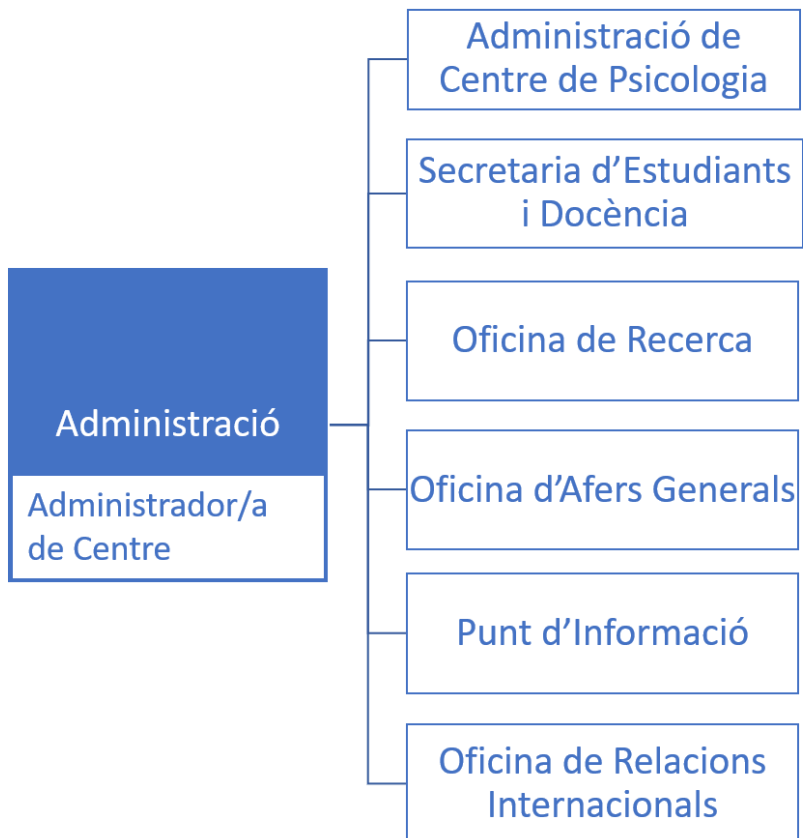 Administració
Administrador/a
de Centre
Administració de
Centre de Psicologia
Secretaria d’Estudiants
i Docència
Oficina de Recerca
Oficina d’Afers Generals
Punt d’Informació
Oficina de Relacions
Internacionals